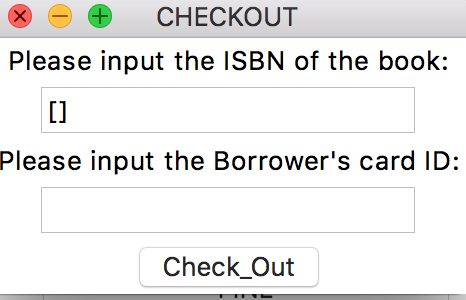 CHECKOUT
Please input the ISBN of the book:
[]
Please input the Borrower's card ID:
Check_Out